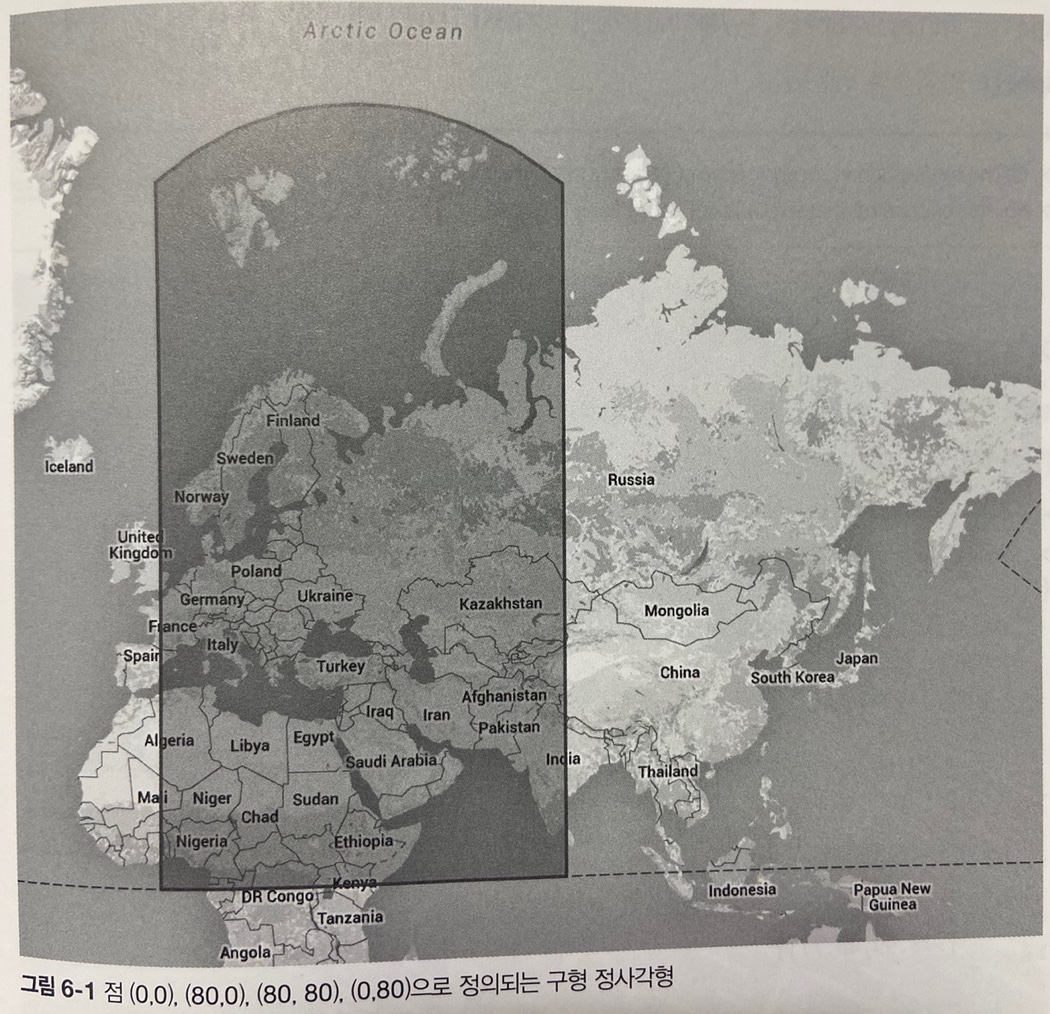 Arctic Ocean
Finland
Sweden
Iceland
Russia
Norway
United
Kingdom
Poland
Germany
Ukraine
Kazakhstan
Mongolia
France
Italy
Spain
Turkey
China
Japan
South Korea
Afghanistan
Iraq
Iran
Pakistan
Algeria
Libya
Egypt
Saudi Arabia
India
Thailand
Mali
Niger
Sudan
Chad
Nigeria
Ethiopia
Kenya
DR Congo
Indonesia
Papua New
Guinea
Tanzania
Angola
그림 6-1 점 (0,0), (80,0), (80, 80), (0,80)으로 정의되는 구형 정사각형